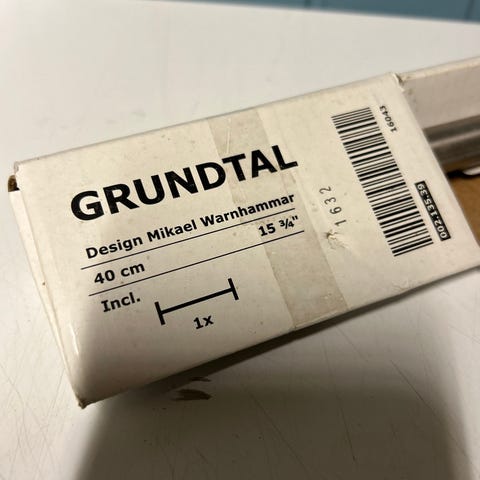 GRUNDTAL
Design Mikael Warnhammar
40 cm 15 ¾"
Incl.
1x
1632
16043
002.135.39